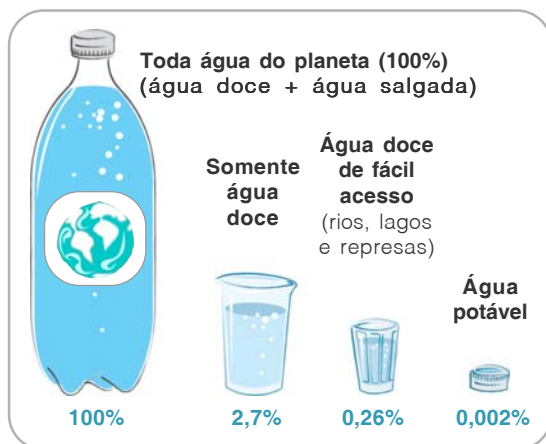 Toda água do planeta (100%)
(água doce + água salgada)
Somente
água
doce
Água doce
de fácil
acesso
(rios, lagos
e represas)
Água
potável
100%
2,7%
0,26%
0,002%